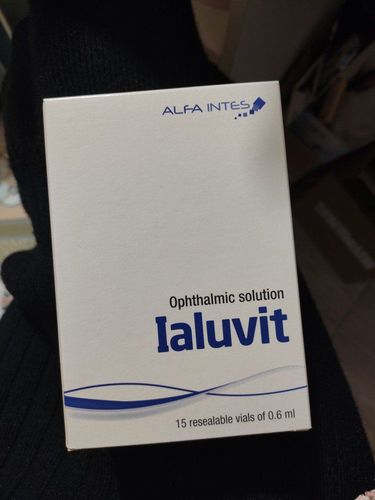 ALFA INTES
Ophthalmic solution
Ialuvit
15 resealable vials of 0.6 ml